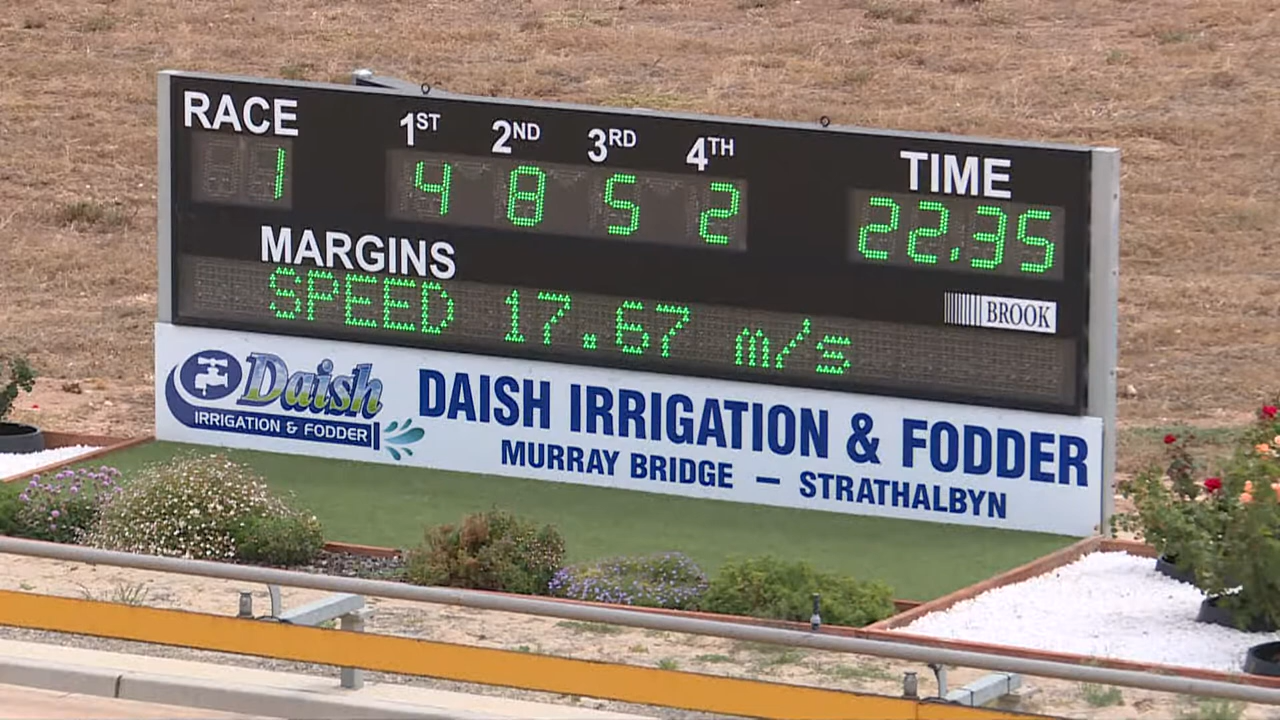 RACE 1ST 2ND 3RD 4TH TIME
1 4 8 5 2 22.35
MARGINS
SPEED 17.67 m/s
BROOK
Daish
IRRIGATION & FODDER
DAISH IRRIGATION & FODDER
MURRAY BRIDGE – STRATHALBYN